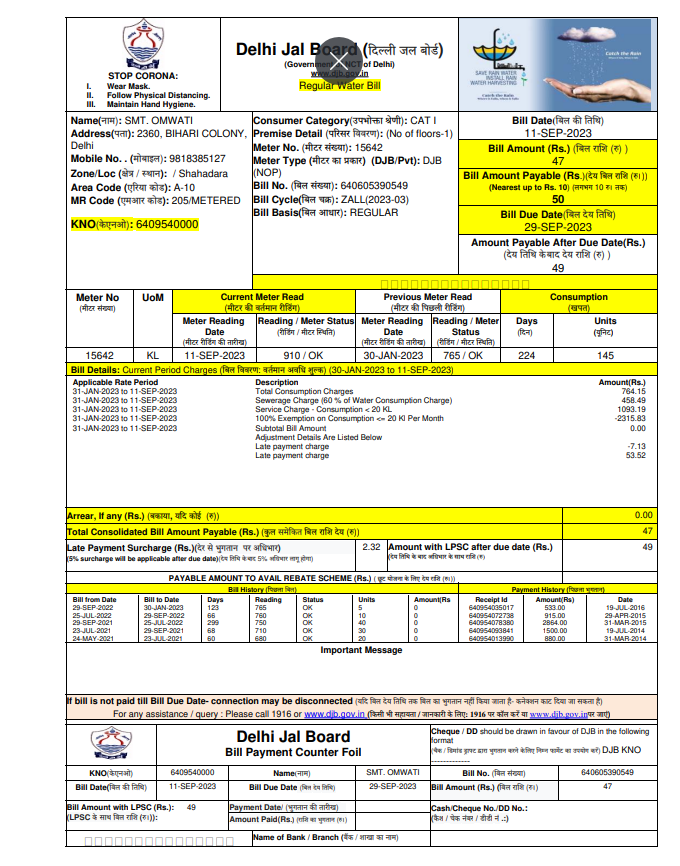 Delhi Jal Board (दिल्ली जल बोर्ड)
(Government of NCT of Delhi)
www.djb.gov.in
Regular Water Bill
STOP CORONA:
I. Wear Mask.
II. Follow Physical Distancing.
III. Maintain Hand Hygiene.
SAVE RAIN WATER
INSTALL RAIN
WATER HARVESTING
Catch the Rain
Catch the Rain
Name(नाम): SMT. OMWATI
Address(पता): 2360, BIHARI COLONY,
Delhi
Mobile No. . (मोबाइल): 9818385127
Zone/Loc (क्षेत्र / स्थान): / Shahadara
Area Code (एरिया कोड): A-10
MR Code (एमआर कोड): 205/METERED
KNO(केएनओ): 6409540000
Consumer Category(उपभोक्ता श्रेणी): CAT I
Premise Detail (परिसर विवरण): (No of floors-1)
Meter No. (मीटर संख्या): 15642
Meter Type (मीटर का प्रकार) (DJB/Pvt): DJB
(NOP)
Bill No. (बिल संख्या): 640605390549
Bill Cycle(बिल चक्र): ZALL(2023-03)
Bill Basis(बिल आधार): REGULAR
Bill Date(बिल की तिथि)
11-SEP-2023
Bill Amount (Rs.) (बिल राशि (रु) )
47
Bill Amount Payable (Rs.)(देय बिल राशि (रु))
(Nearest up to Rs. 10) (लगभग 10 रु तक)
50
Bill Due Date(बिल देय तिथि)
29-SEP-2023
Amount Payable After Due Date(Rs.)
(देय तिथि के बाद देय राशि (रु) )
49
Meter No (मीटर संख्या) UoM Current Meter Read (मीटर की वर्तमान रीडिंग) Previous Meter Read (मीटर की पिछली रीडिंग) Consumption (खपत)
Meter Reading Date (मीटर रीडिंग की तारीख) Reading / Meter Status (रीडिंग / मीटर स्थिति) Meter Reading Date (मीटर रीडिंग की तारीख) Reading / Meter Status (रीडिंग / मीटर स्थिति) Days (दिन) Units (यूनिट)
15642 KL 11-SEP-2023 910 / OK 30-JAN-2023 765 / OK 224 145
Bill Details: Current Period Charges (बिल विवरण: वर्तमान अवधि शुल्क) (30-JAN-2023 to 11-SEP-2023)
Applicable Rate Period Description Amount(Rs.)
31-JAN-2023 to 11-SEP-2023 Total Consumption Charges 764.15
31-JAN-2023 to 11-SEP-2023 Sewerage Charge (60 % of Water Consumption Charge) 458.49
31-JAN-2023 to 11-SEP-2023 Service Charge - Consumption < 20 KL 1093.19
31-JAN-2023 to 11-SEP-2023 100% Exemption on Consumption <= 20 Kl Per Month -2315.83
31-JAN-2023 to 11-SEP-2023 Subtotal Bill Amount 0.00
Adjustment Details Are Listed Below
Late payment charge -7.13
Late payment charge 53.52
Arrear, If any (Rs.) (बकाया, यदि कोई (रु)) 0.00
Total Consolidated Bill Amount Payable (Rs.) (कुल समेकित बिल राशि देय (रु) ) 47
Late Payment Surcharge (Rs.)(देर से भुगतान पर अधिभार) 2.32 Amount with LPSC after due date (Rs.) 49
(5% surcharge will be applicable after due date)(देय तिथि के बाद 5% अधिभार लागू होगा) (देय तिथि के बाद अधिभार के साथ राशि (रु) )
PAYABLE AMOUNT TO AVAIL REBATE SCHEME (RS.) ( छूट योजना के लिए देय राशि (रु))
Bill History (पिछला बिल) Payment History (पिछला भुगतान)
Bill from Date Bill to Date Days Reading Status Units Amount(Rs Receipt Id Amount(Rs) Date
29-SEP-2022 30-JAN-2023 123 765 OK 5 0 640954035017 533.00 19-JUL-2016
25-JUL-2022 29-SEP-2022 66 760 OK 10 0 640954072738 915.00 29-APR-2015
29-SEP-2021 25-JUL-2022 299 750 OK 40 0 640954078380 2864.00 31-MAR-2015
23-JUL-2021 29-SEP-2021 68 710 OK 30 0 640954093841 1500.00 19-JUL-2014
24-MAY-2021 23-JUL-2021 60 680 OK 20 0 640954013990 880.00 31-MAR-2014
Important Message
If bill is not paid till Bill Due Date- connection may be disconnected (यदि बिल देय तिथि तक बिल का भुगतान नहीं किया जाता है- कनेक्शन काट दिया जा सकता है)
For any assistance / query : Please call 1916 or www.djb.gov.in (किसी भी सहायता / जानकारी के लिए: 1916 पर कॉल करें या www.djb.gov.inपर जाएं)
Delhi Jal Board
Bill Payment Counter Foil
Cheque / DD should be drawn in favour of DJB in the following
format
(चेक / डिमांड ड्राफ्ट द्वारा भुगतान करने के लिए निम्न फार्मेट का उपयोग करें) DJB KNO
------------
KNO(केएनओ) 6409540000 Name(नाम) SMT. OMWATI Bill No. (बिल संख्या) 640605390549
Bill Date(बिल की तिथि) 11-SEP-2023 Bill Due Date (बिल देय तिथि) 29-SEP-2023 Bill Amount (Rs.) (बिल राशि (रु)) 47
Bill Amount with LPSC (Rs.): 49
(LPSC के साथ बिल राशि (रु)):
Payment Date/ (भुगतान की तारीख)
Amount Paid(Rs.) (राशि का भुगतान (रु))
Cash/Cheque No./DD No.:
(कैश / चेक नंबर / डीडी नं .:)
Name of Bank / Branch (बैंक / शाखा का नाम)